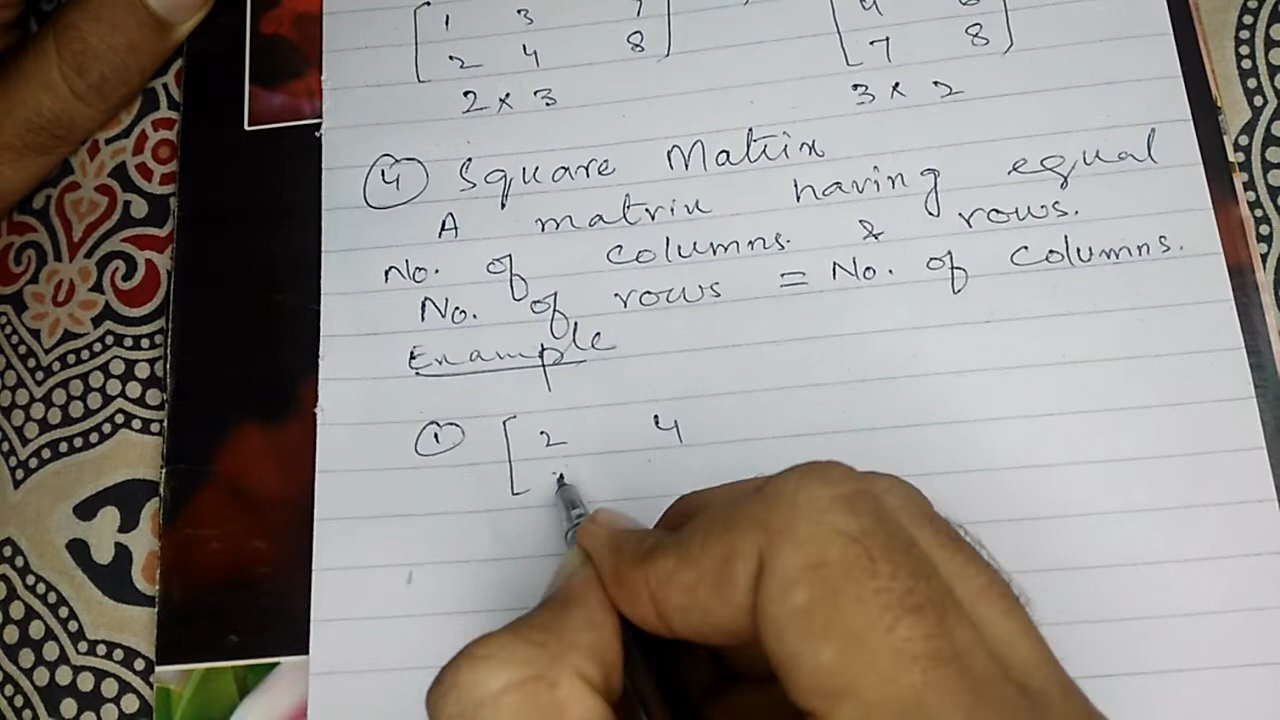 1 3 7
2 4 8
2 × 3
7 8
3 × 2
4 Square Matrix
A matrix having equal
No. of columns. & rows.
No. of rows = No. of columns.
Example
1 [ 2 4